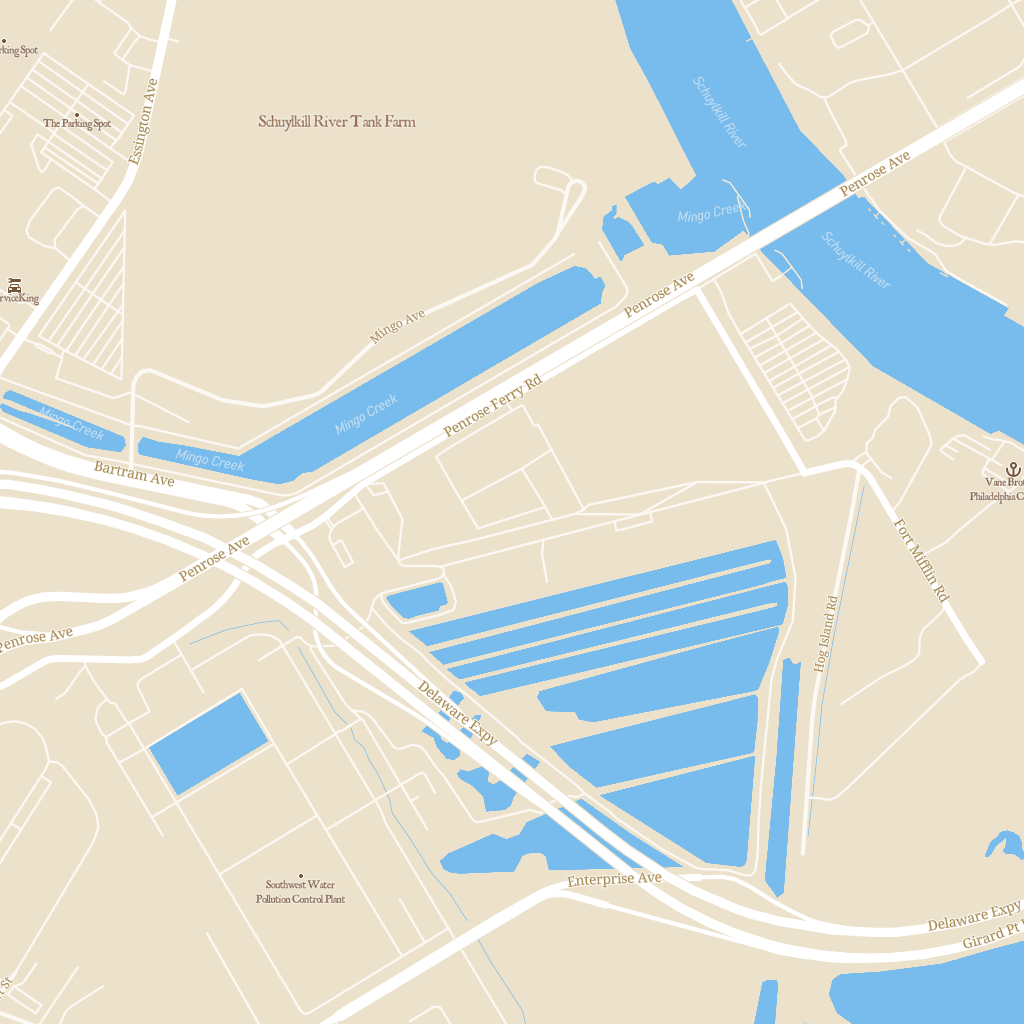 Parking Spot
The Parking Spot
Essington Ave
Schuylkill River Tank Farm
Schuylkill River
Penrose Ave
Mingo Creek
Schuylkill River
ServiceKing
Penrose Ave
Mingo Ave
Penrose Ferry Rd
Mingo Creek
Mingo Creek
Mingo Creek
Bartram Ave
Vane Brot
Philadelphia C
Fort Mifflin Rd
Penrose Ave
Penrose Ave
Hog Island Rd
Delaware Expy
Enterprise Ave
Southwest Water
Pollution Control Plant
Delaware Expy
Girard Pt